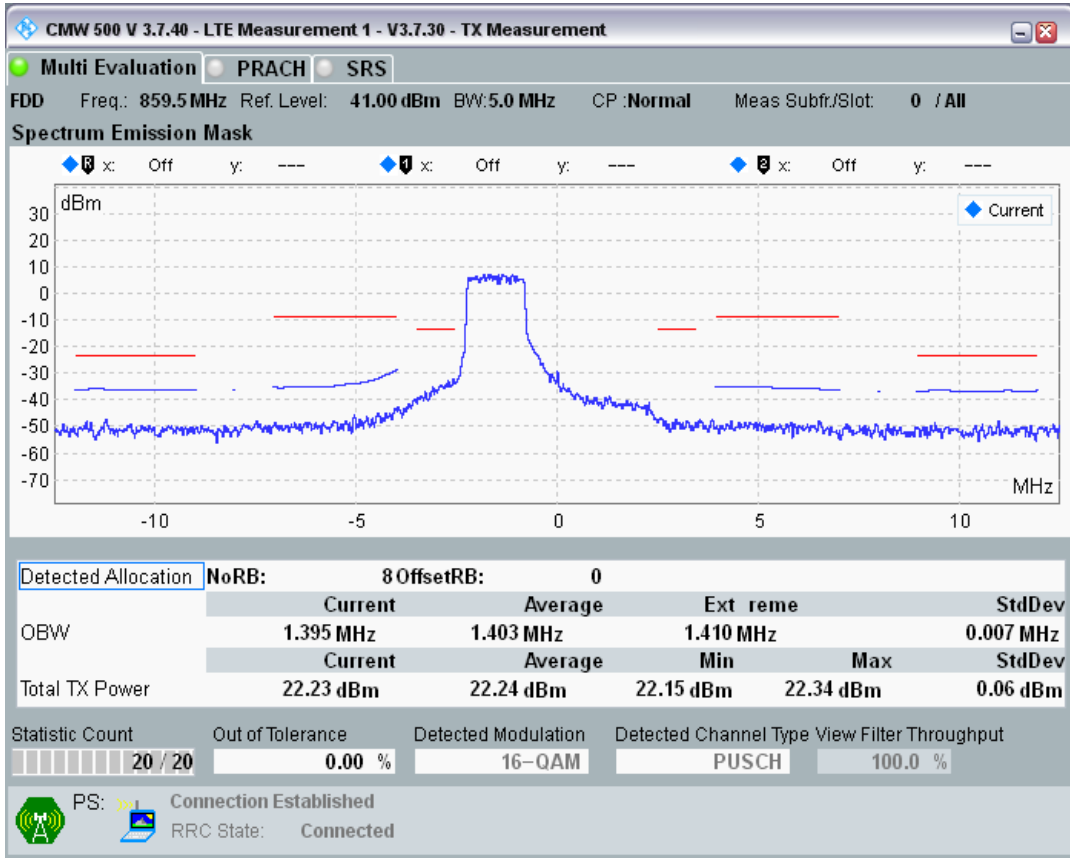 CMW 500 V 3.7.40 - LTE Measurement 1 - V3.7.30 - TX Measurement
Multi Evaluation PRACH SRS
FDD Freq.: 859.5 MHz Ref. Level: 41.00 dBm BW:5.0 MHz CP :Normal Meas Subfr./Slot: 0 / All
Spectrum Emission Mask
R x: Off y: --- 1 x: Off y: --- 2 x: Off y: ---
dBm
Current
30
20
10
0
-10
-20
-30
-40
-50
-60
-70
MHz
-10 -5 0 5 10
Detected Allocation NoRB: 8 OffsetRB: 0
Current Average Ext reme StdDev
OBW 1.395 MHz 1.403 MHz 1.410 MHz 0.007 MHz
Current Average Min Max StdDev
Total TX Power 22.23 dBm 22.24 dBm 22.15 dBm 22.34 dBm 0.06 dBm
Statistic Count Out of Tolerance Detected Modulation Detected Channel Type View Filter Throughput
20 / 20 0.00 % 16-QAM PUSCH 100.0 %
PS: Connection Established
RRC State: Connected